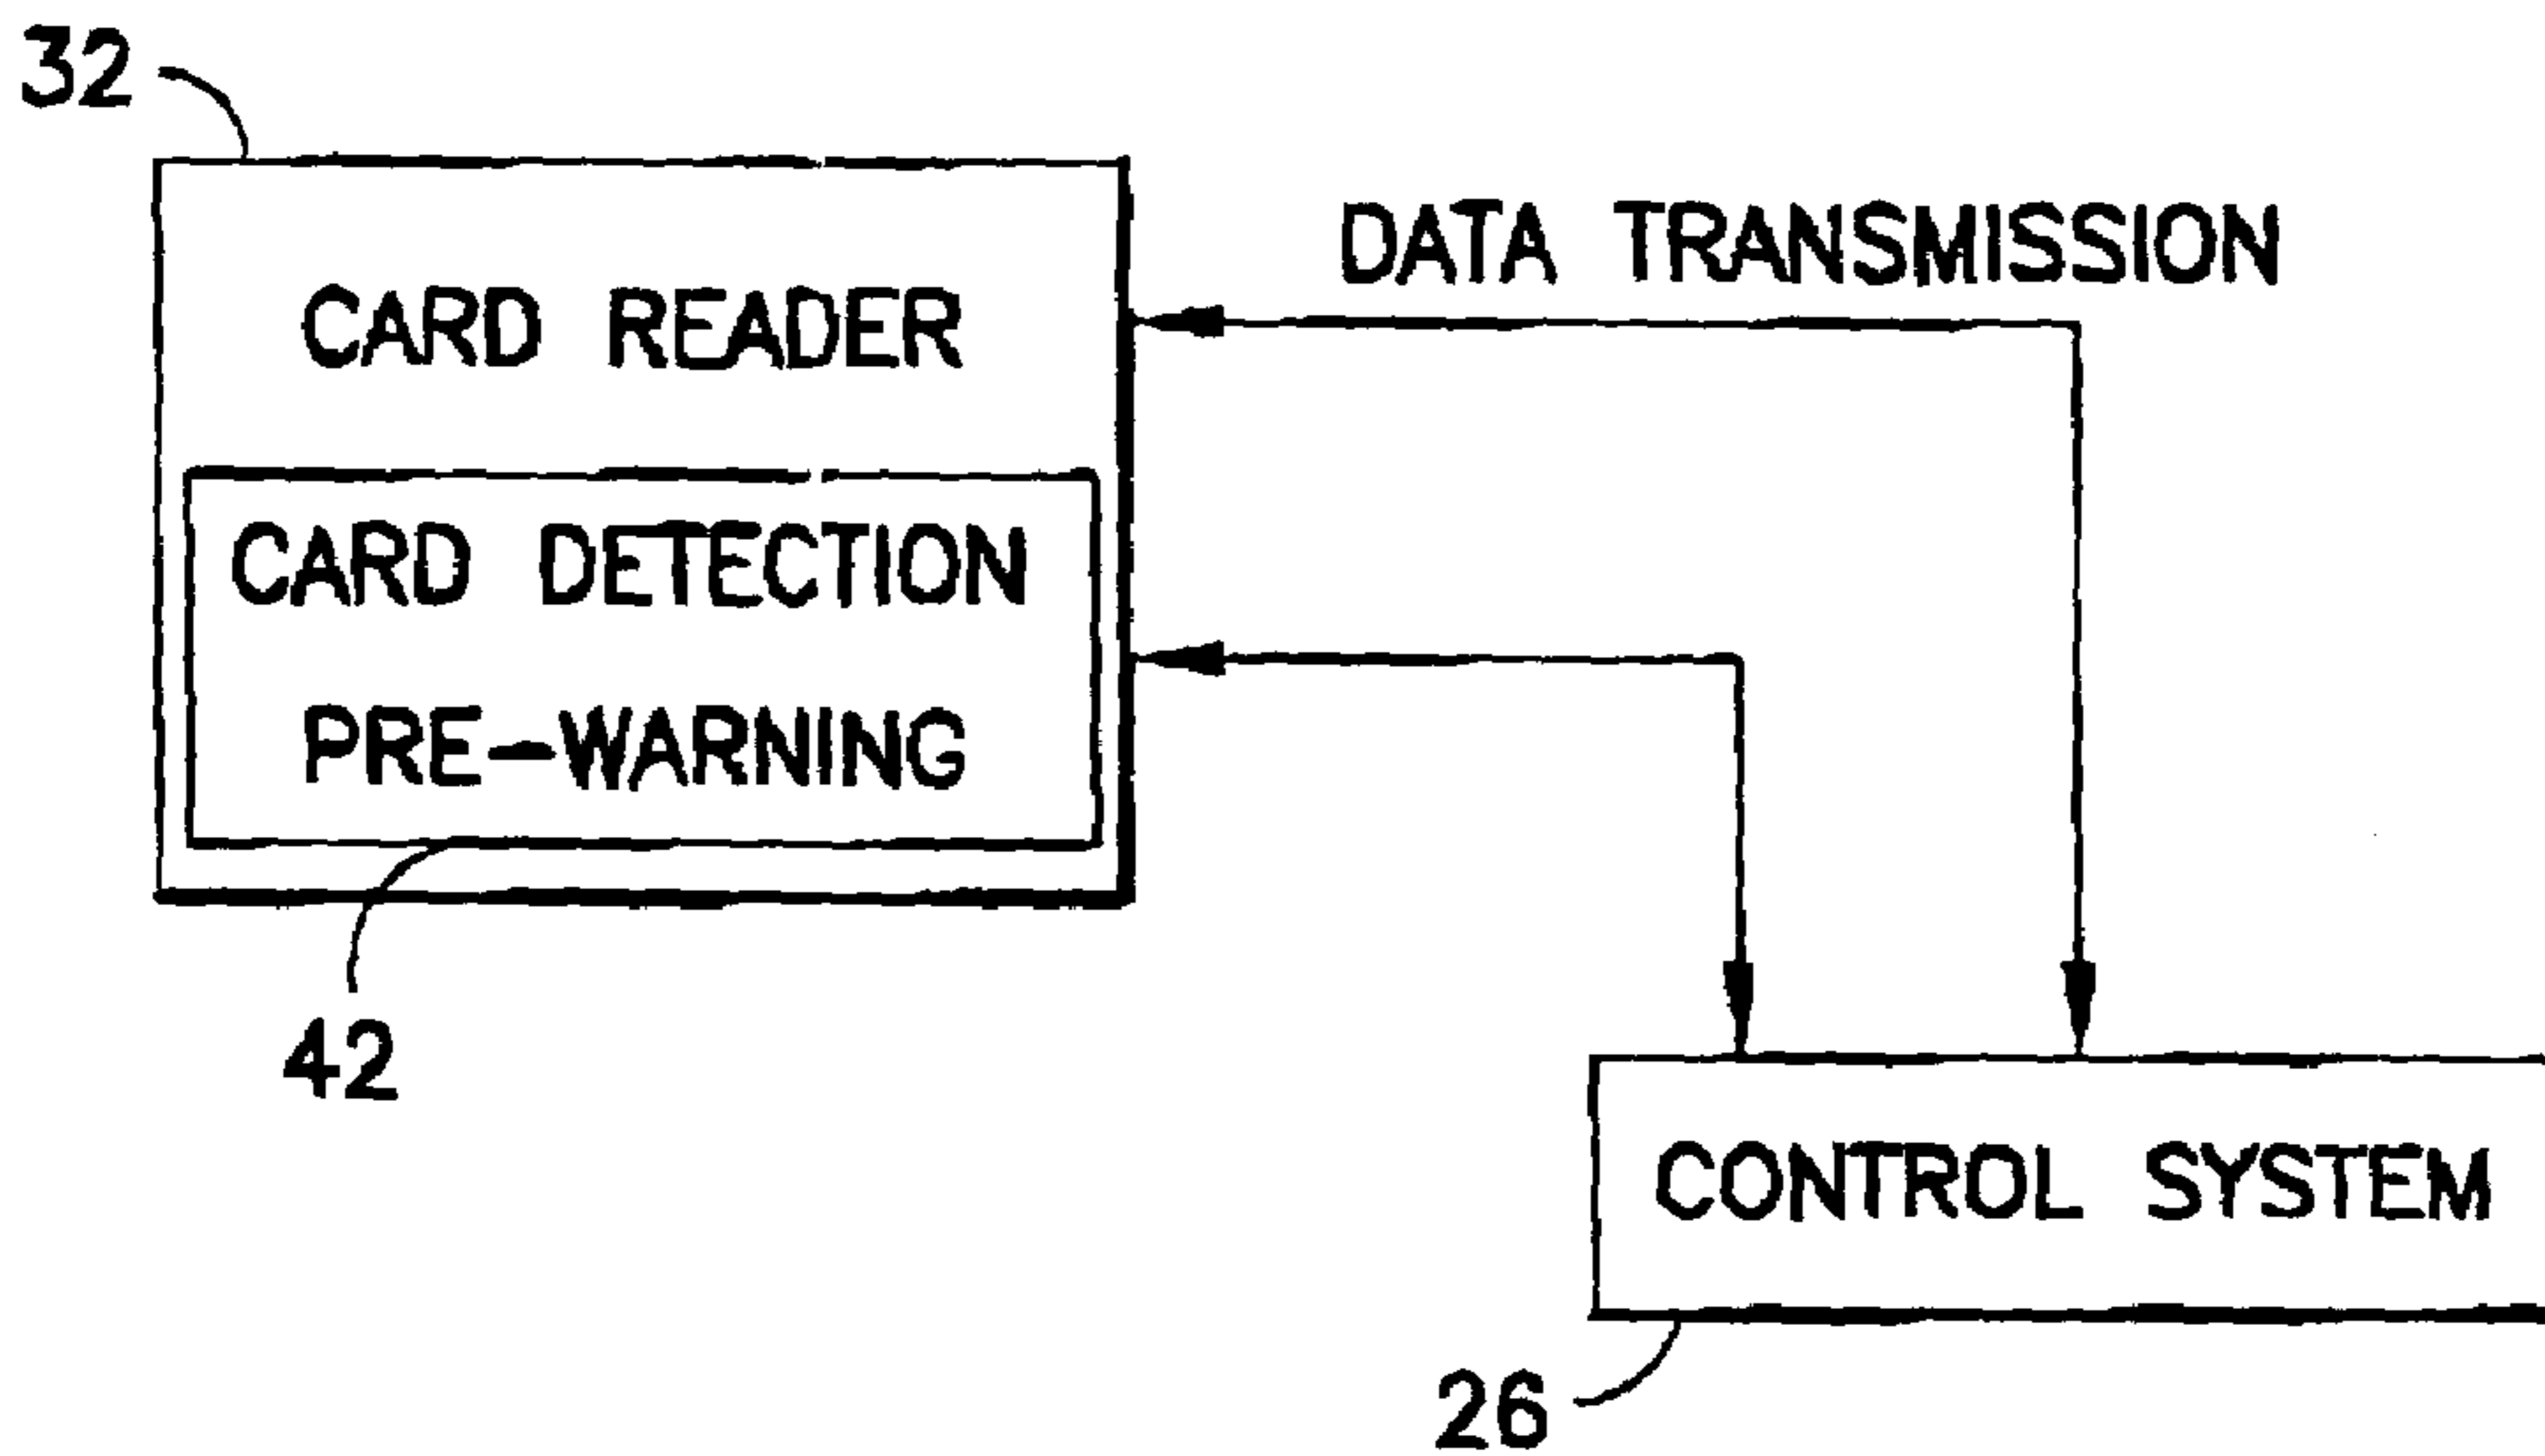 32
DATA TRANSMISSION
CARD READER
CARD DETECTION
PRE-WARNING
42
CONTROL SYSTEM
26